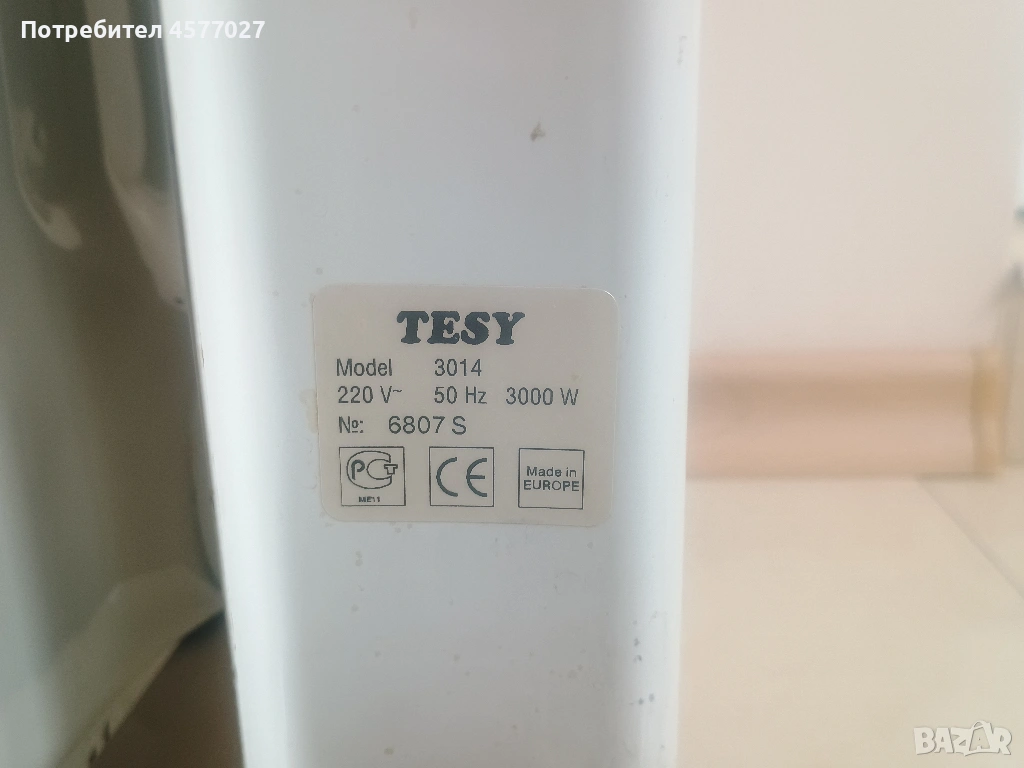 Потребител 4577027
TESY
Model 3014
220 V~ 50 Hz 3000 W
№: 6807 S
PCT
ME11
CE
Made in
EUROPE
BAZAR